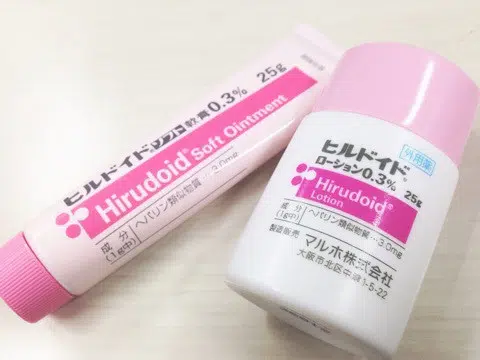 ヒルドイドソフト軟膏0.3% 25g
Hirudoid® Soft Ointment
成分
(1g中)
ヘパリン類似物質…3.0mg
ヒルドイド®
外用薬
ローション0.3% 25g
Hirudoid®
Lotion
成分
(1g中)
ヘパリン類似物質…3.0mg
製造販売 マルホ株式会社
大阪市北区中津1-5-22